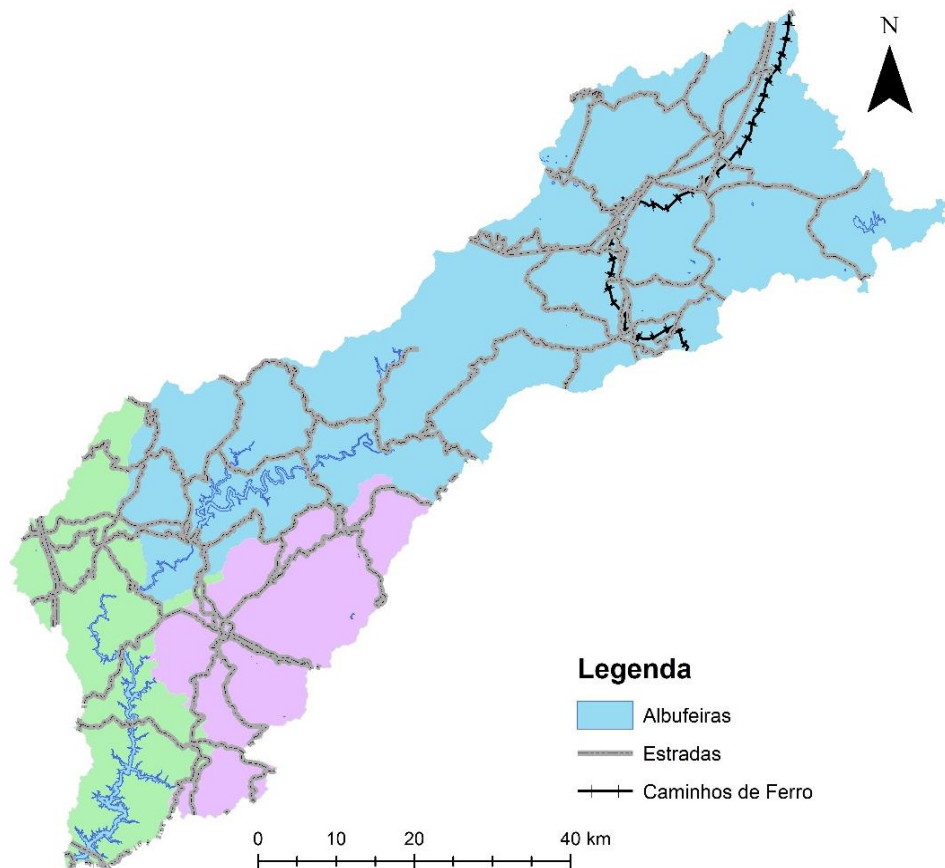 N
Legenda
Albufeiras
Estradas
Caminhos de Ferro
0 10 20 40 km